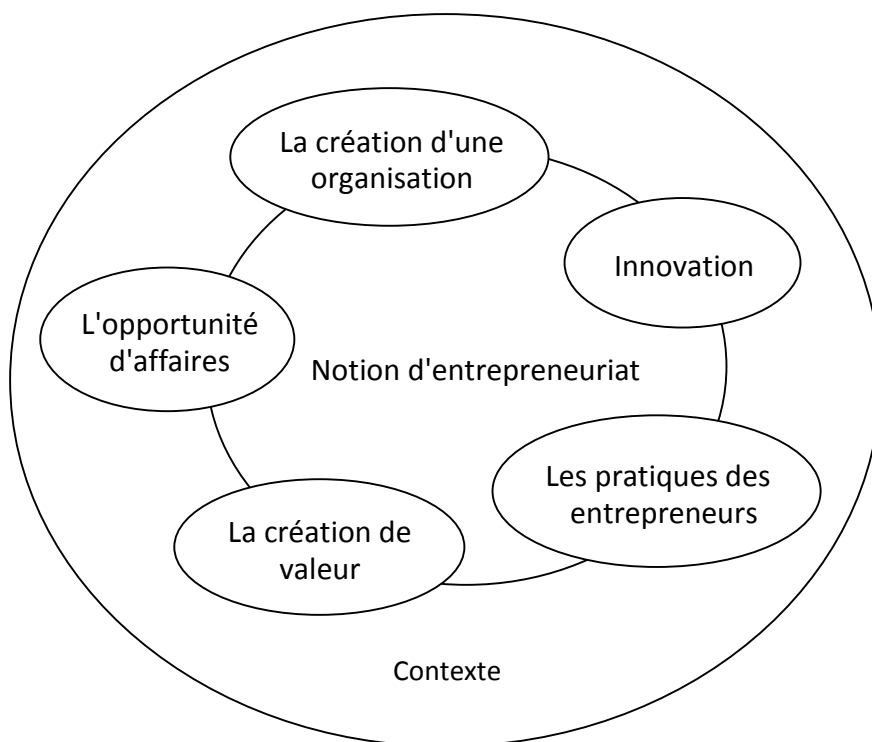 La création d'une
organisation
Innovation
L'opportunité
d'affaires
Notion d'entrepreneuriat
Les pratiques des
entrepreneurs
La création de
valeur
Contexte